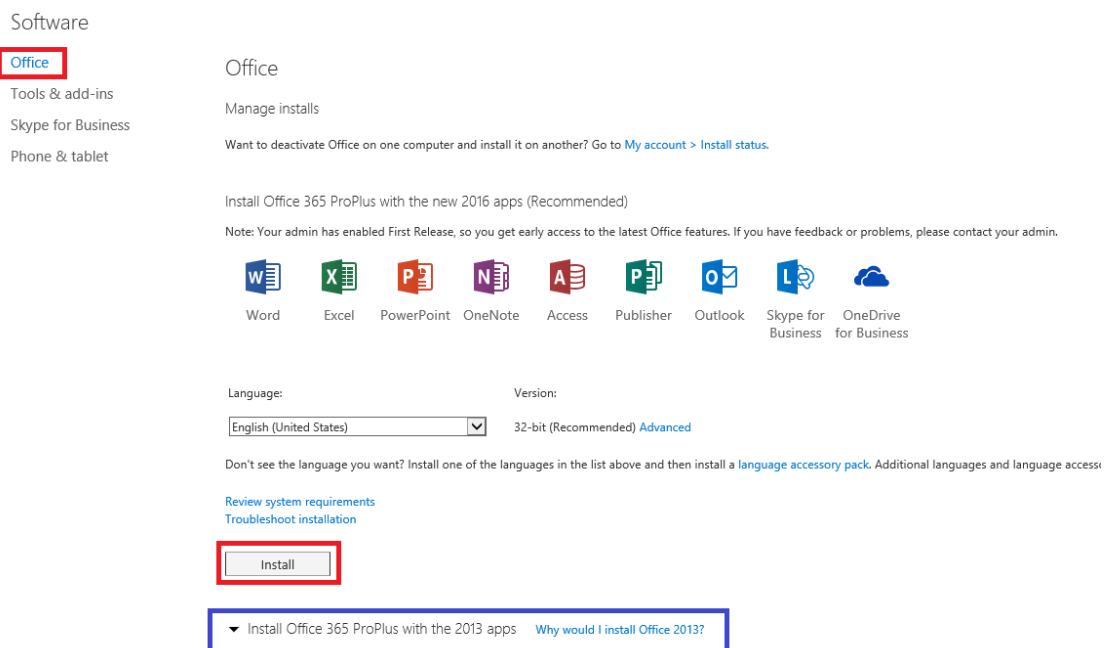 Software
Office
Tools & add-ins
Skype for Business
Phone & tablet
Office
Manage installs
Want to deactivate Office on one computer and install it on another? Go to My account > Install status.
Install Office 365 ProPlus with the new 2016 apps (Recommended)
Note: Your admin has enabled First Release, so you get early access to the latest Office features. If you have feedback or problems, please contact your admin.
Word Excel PowerPoint OneNote Access Publisher Outlook Skype for Business OneDrive for Business
Language: Version:
English (United States) 32-bit (Recommended) Advanced
Don't see the language you want? Install one of the languages in the list above and then install a language accessory pack. Additional languages and language
Review system requirements
Troubleshoot installation
Install
Install Office 365 ProPlus with the 2013 apps Why would I install Office 2013?